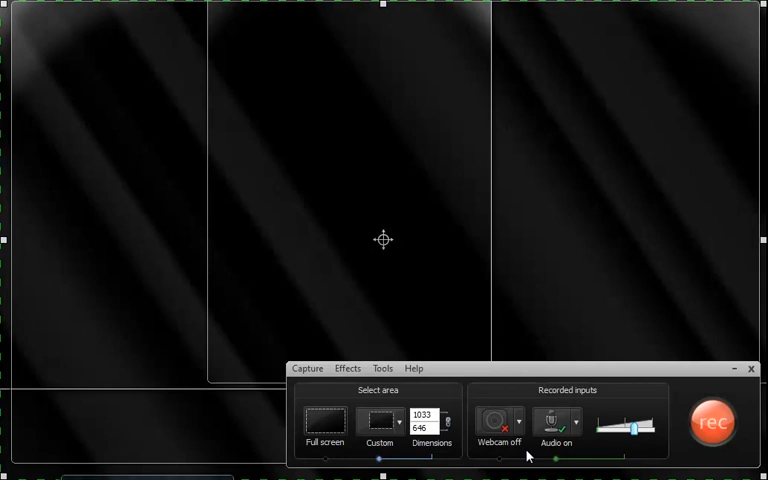 Capture Effects Tools Help
Select area
Recorded inputs
1033
646
Full screen
Custom
Dimensions
Webcam off
Audio on
rec